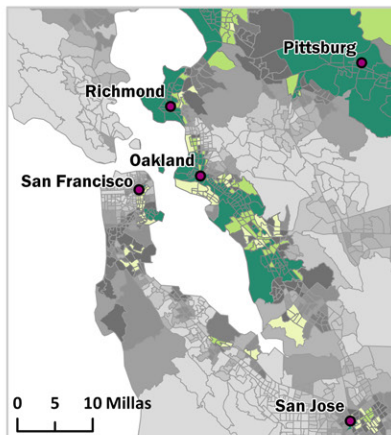 Pittsburg
Richmond
Oakland
San Francisco
San Jose
0 5 10 Millas